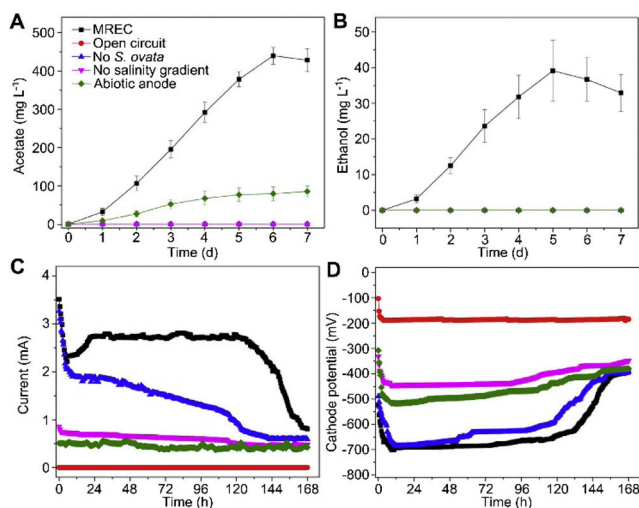 A
MREC
Open circuit
No S. ovata
No salinity gradient
Abiotic anode
Acetate (mg L⁻¹)
500
400
300
200
100
0
0 1 2 3 4 5 6 7
Time (d)
B
Ethanol (mg L⁻¹)
50
40
30
20
10
0
0 1 2 3 4 5 6 7
Time (d)
C
Current (mA)
4
3
2
1
0
0 24 48 72 96 120 144 168
Time (h)
D
Cathode potential (mV)
0
-100
-200
-300
-400
-500
-600
-700
-800
0 24 48 72 96 120 144 168
Time (h)